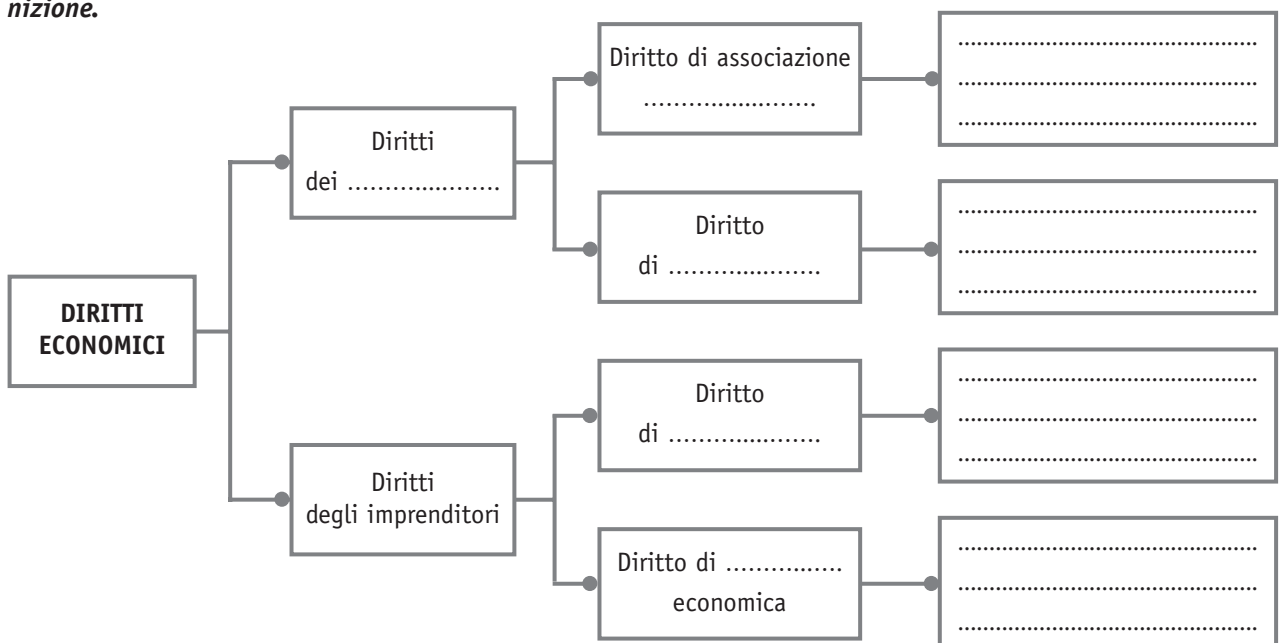 nizione.
Diritto di associazione
..........................
..................................................
..................................................
..................................................
Diritti
dei ........................
Diritto
di ........................
..................................................
..................................................
..................................................
DIRITTI
ECONOMICI
Diritto
di ........................
..................................................
..................................................
..................................................
Diritti
degli imprenditori
Diritto di ..................
economica
..................................................
..................................................
..................................................